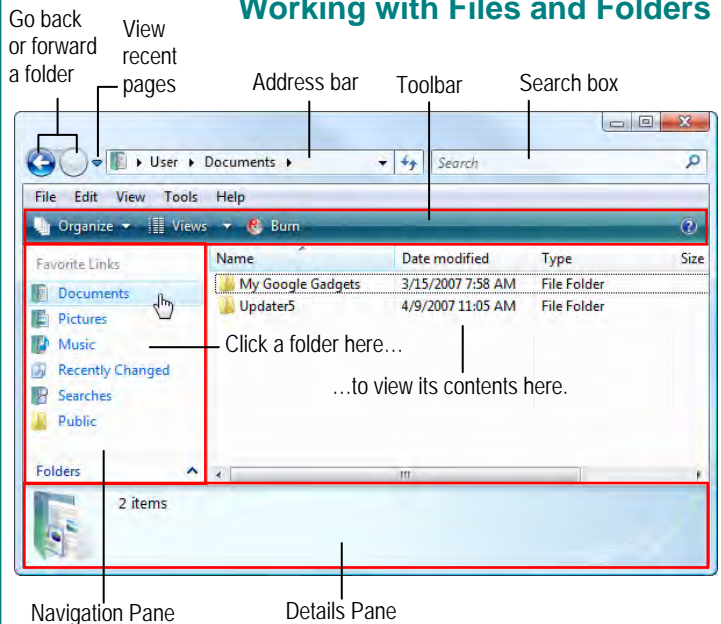 Working with Files and Folders
Go back
or forward
a folder
View
recent
pages
Address bar
Toolbar
Search box
User
Documents
Search
File Edit View Tools Help
Organize Views Burn
Favorite Links
Documents
Pictures
Music
Recently Changed
Searches
Public
Folders
Name Date modified Type Size
My Google Gadgets 3/15/2007 7:58 AM File Folder
Updater5 4/9/2007 11:05 AM File Folder
Click a folder here…
…to view its contents here.
2 items
Navigation Pane
Details Pane